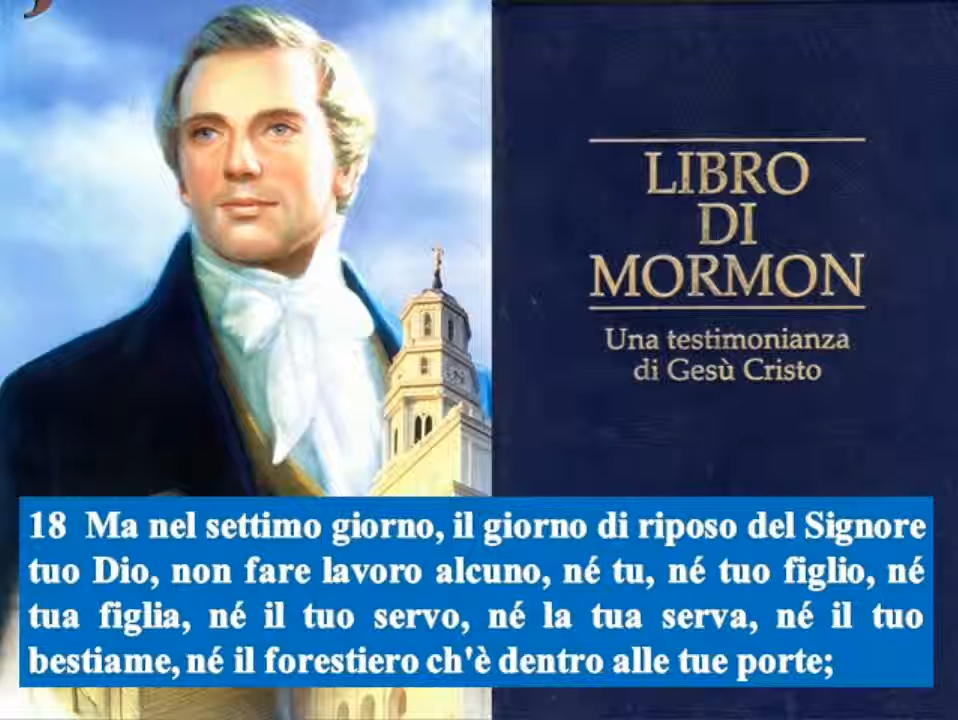 LIBRO
DI
MORMON
Una testimonianza
di Gesù Cristo
18 Ma nel settimo giorno, il giorno di riposo del Signore
tuo Dio, non fare lavoro alcuno, né tu, né tuo figlio, né
tua figlia, né il tuo servo, né la tua serva, né il tuo
bestiame, né il forestiero ch'è dentro alle tue porte;